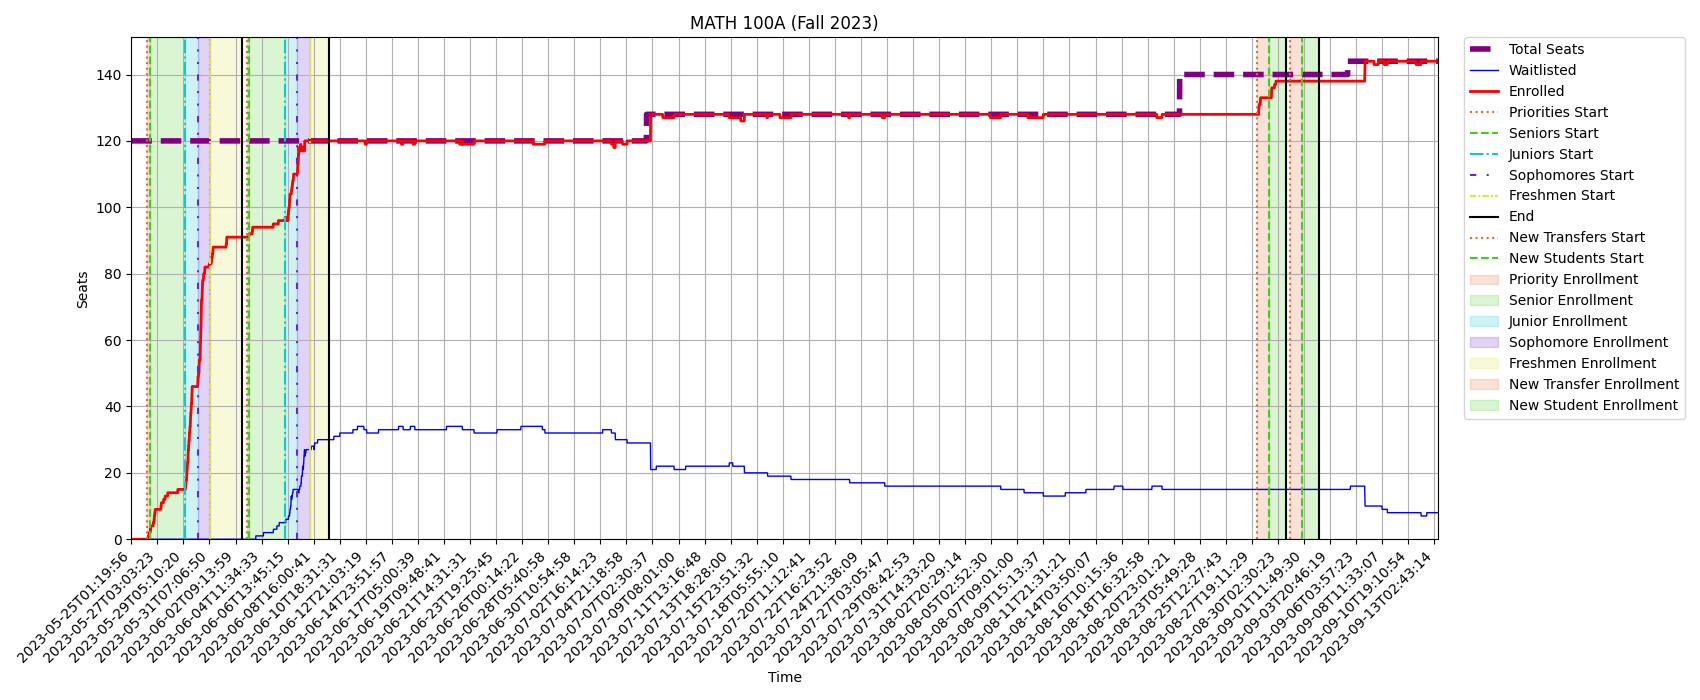 MATH 100A (Fall 2023)
Seats
140
120
100
80
60
40
20
0
2023-05-25T01:19:56
2023-05-27T03:03:23
2023-05-29T05:10:20
2023-05-31T07:06:50
2023-06-02T09:13:59
2023-06-04T11:34:33
2023-06-06T13:45:15
2023-06-08T16:00:41
2023-06-10T18:31:31
2023-06-12T21:03:19
2023-06-14T23:51:57
2023-06-17T05:00:39
2023-06-19T09:48:41
2023-06-21T14:31:31
2023-06-23T19:25:45
2023-06-26T00:14:22
2023-06-28T05:40:58
2023-06-30T10:54:58
2023-07-02T16:14:23
2023-07-04T21:18:58
2023-07-07T02:30:37
2023-07-09T08:01:00
2023-07-11T13:16:48
2023-07-13T18:28:00
2023-07-15T23:51:32
2023-07-18T05:55:10
2023-07-20T11:12:41
2023-07-22T16:23:52
2023-07-24T21:38:09
2023-07-27T03:05:47
2023-07-29T08:42:53
2023-07-31T14:33:20
2023-08-02T20:29:14
2023-08-05T02:52:30
2023-08-07T09:01:00
2023-08-09T15:13:37
2023-08-11T21:31:21
2023-08-14T03:50:07
2023-08-16T10:15:36
2023-08-18T16:32:58
2023-08-20T23:01:21
2023-08-23T05:49:28
2023-08-25T12:27:43
2023-08-27T19:11:29
2023-08-30T02:30:23
2023-09-01T11:49:30
2023-09-03T20:46:19
2023-09-06T03:57:23
2023-09-08T11:33:07
2023-09-10T19:10:54
2023-09-13T02:43:14
Time
Total Seats
Waitlisted
Enrolled
Priorities Start
Seniors Start
Juniors Start
Sophomores Start
Freshmen Start
End
New Transfers Start
New Students Start
Priority Enrollment
Senior Enrollment
Junior Enrollment
Sophomore Enrollment
Freshmen Enrollment
New Transfer Enrollment
New Student Enrollment